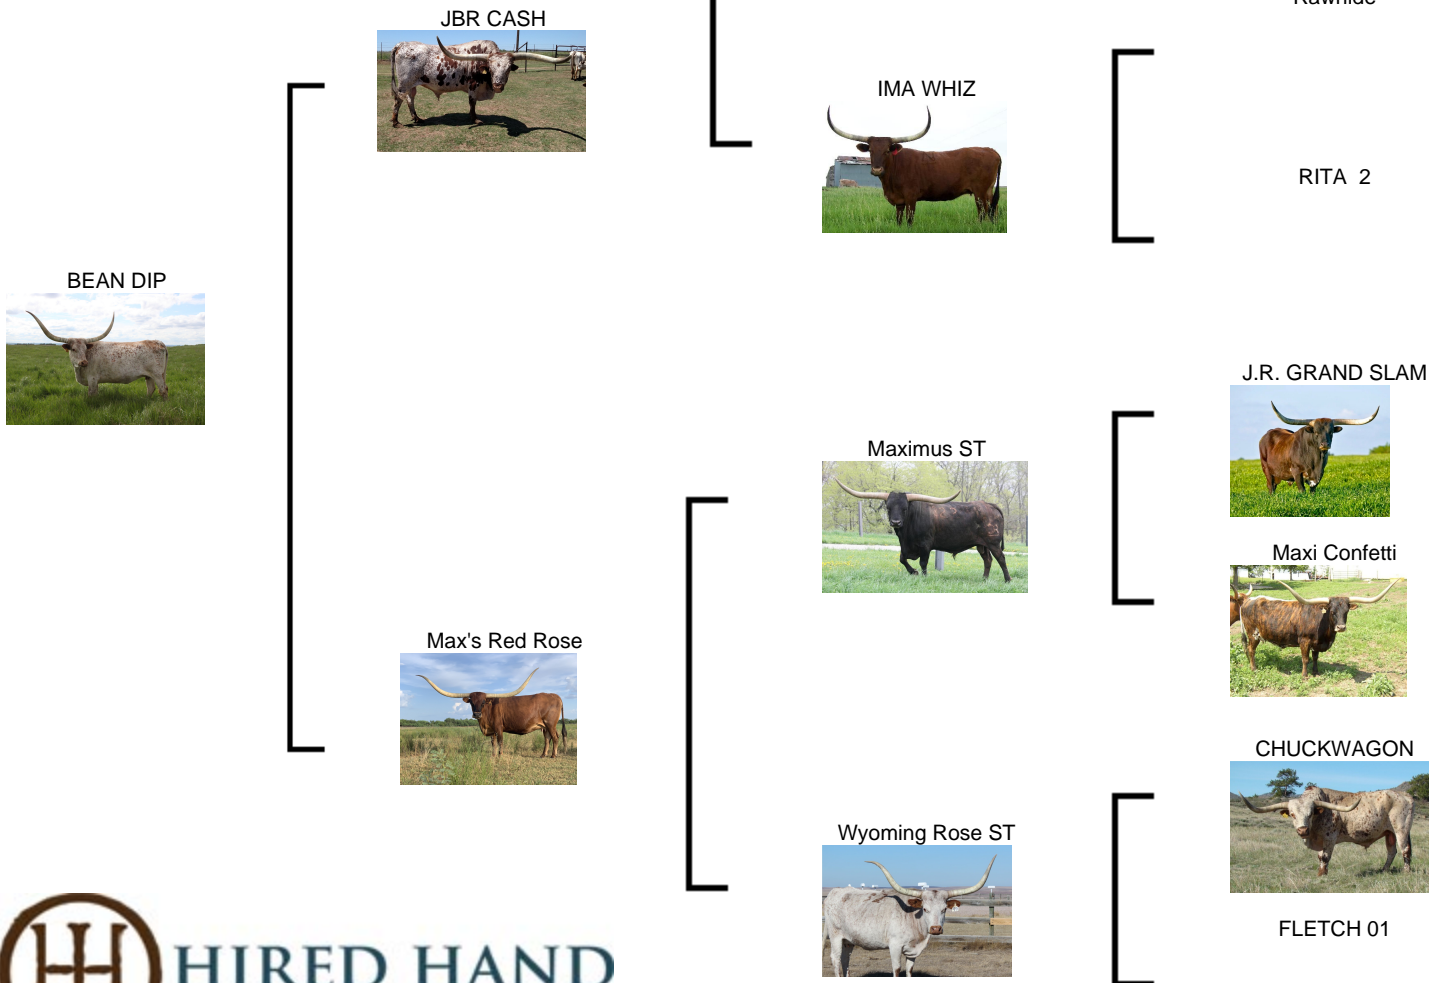 JBR CASH
IMA WHIZ
RITA 2
BEAN DIP
J.R. GRAND SLAM
Maximus ST
Maxi Confetti
Max's Red Rose
CHUCKWAGON
Wyoming Rose ST
FLETCH 01
HIRED HAND